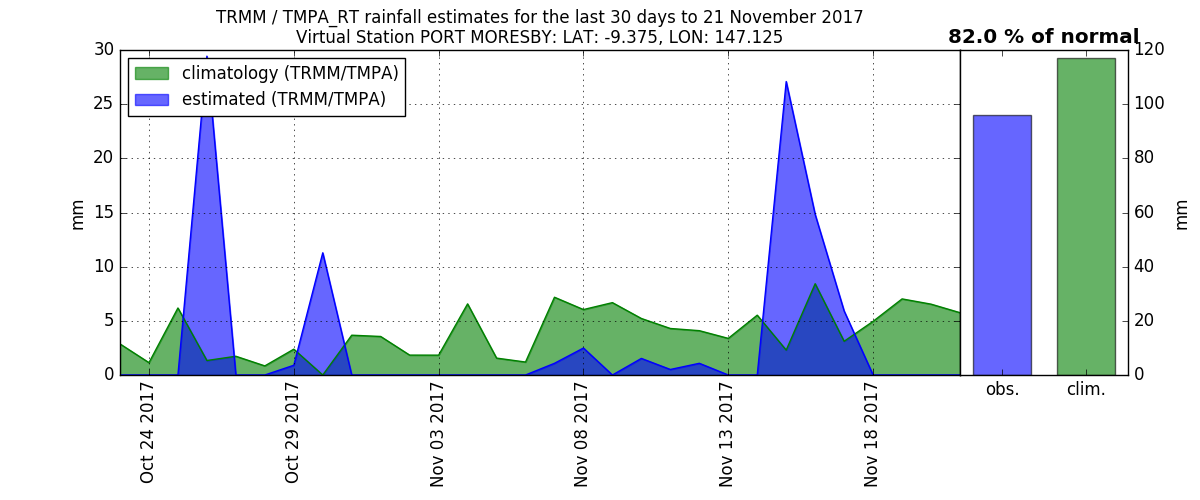 TRMM / TMPA_RT rainfall estimates for the last 30 days to 21 November 2017
Virtual Station PORT MORESBY: LAT: -9.375, LON: 147.125
82.0 % of normal
climatology (TRMM/TMPA)
estimated (TRMM/TMPA)
30
25
20
15
10
5
0
mm
Oct 24 2017
Oct 29 2017
Nov 03 2017
Nov 08 2017
Nov 13 2017
Nov 18 2017
obs.
clim.
120
100
80
60
40
20
0
mm